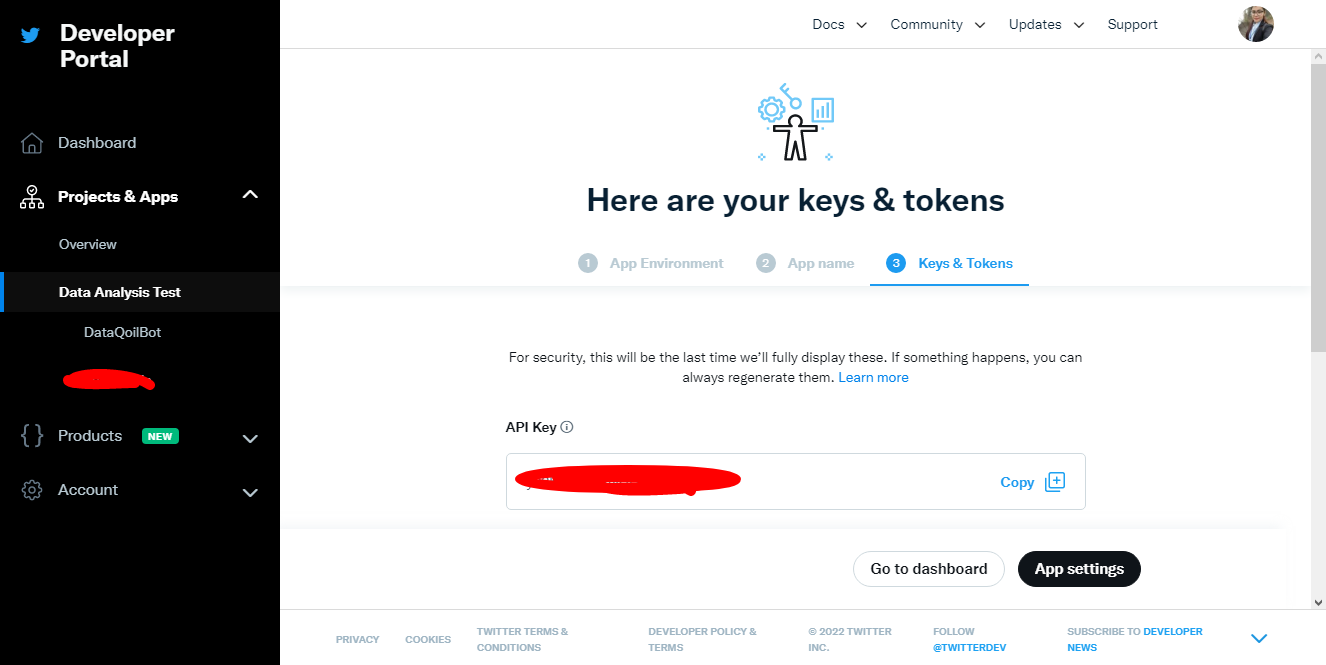 Developer
Portal
Docs
Community
Updates
Support
Dashboard
Projects & Apps
Overview
Data Analysis Test
DataQoilBot
Products NEW
Account
Here are your keys & tokens
1 App Environment
2 App name
3 Keys & Tokens
For security, this will be the last time we’ll fully display these. If something happens, you can
always regenerate them. Learn more
API Key
Copy
Go to dashboard
App settings
PRIVACY
COOKIES
TWITTER TERMS &
CONDITIONS
DEVELOPER POLICY &
TERMS
© 2022 TWITTER
INC.
FOLLOW
@TWITTERDEV
SUBSCRIBE TO DEVELOPER
NEWS